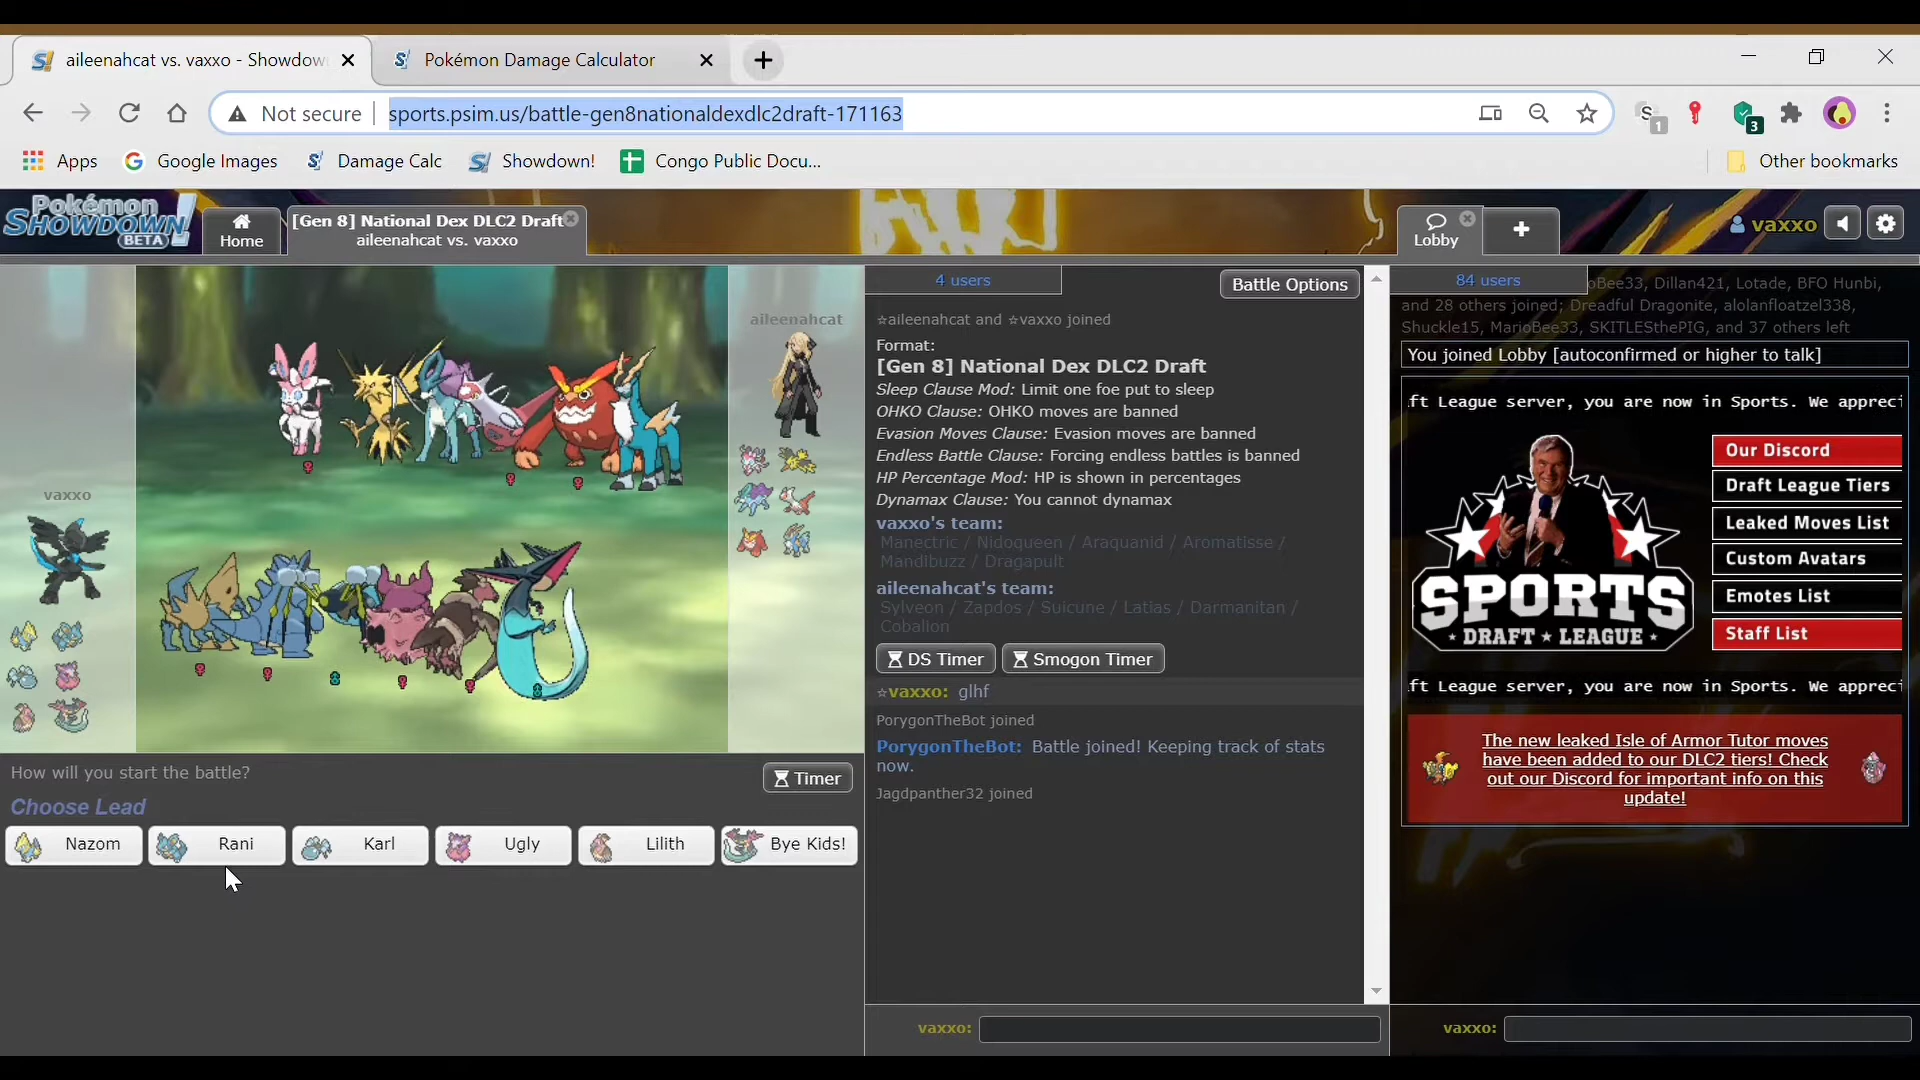 aileenahcat vs. vaxxo - Showdow
Pokémon Damage Calculator
Not secure
sports.psim.us/battle-gen8nationaldexdlc2draft-171163
S
1
3
Apps
Google Images
Damage Calc
Showdown!
Congo Public Docu...
Other bookmarks
Pokémon
SHOWDOWN!
BETA
Home
[Gen 8] National Dex DLC2 Draft
aileenahcat vs. vaxxo
Lobby
vaxxo
aileenahcat
vaxxo
How will you start the battle?
Timer
Choose Lead
Nazom
Rani
Karl
Ugly
Lilith
Bye Kids!
4 users
Battle Options
☆aileenahcat and ☆vaxxo joined
Format:
[Gen 8] National Dex DLC2 Draft
Sleep Clause Mod: Limit one foe put to sleep
OHKO Clause: OHKO moves are banned
Evasion Moves Clause: Evasion moves are banned
Endless Battle Clause: Forcing endless battles is banned
HP Percentage Mod: HP is shown in percentages
Dynamax Clause: You cannot dynamax
vaxxo's team:
Manectric / Nidoqueen / Araquanid / Aromatisse /
Mandibuzz / Dragapult
aileenahcat's team:
Sylveon / Zapdos / Suicune / Latias / Darmanitan /
Cobalion
DS Timer
Smogon Timer
☆vaxxo: glhf
PorygonTheBot joined
PorygonTheBot: Battle joined! Keeping track of stats
now.
Jagdpanther32 joined
vaxxo:
84 users
oBee33, Dillan421, Lotade, BFO Hunbi,
and 28 others joined; Dreadful Dragonite, alolanfloatzel338,
Shuckle15, MarioBee33, SKITLESthePIG, and 37 others left
You joined Lobby [autoconfirmed or higher to talk]
ft League server, you are now in Sports. We appreci
Our Discord
Draft League Tiers
Leaked Moves List
Custom Avatars
Emotes List
Staff List
SPORTS
DRAFT ★ LEAGUE
ft League server, you are now in Sports. We appreci
The new leaked Isle of Armor Tutor moves
have been added to our DLC2 tiers! Check
out our Discord for important info on this
update!
vaxxo: